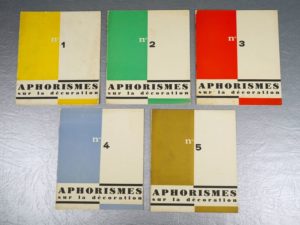 n° 1
APHORISMES
sur la décoration
n° 2
APHORISMES
sur la décoration
n° 3
APHORISMES
sur la décoration
n° 4
APHORISMES
sur la décoration
n° 5
APHORISMES
sur la décoration